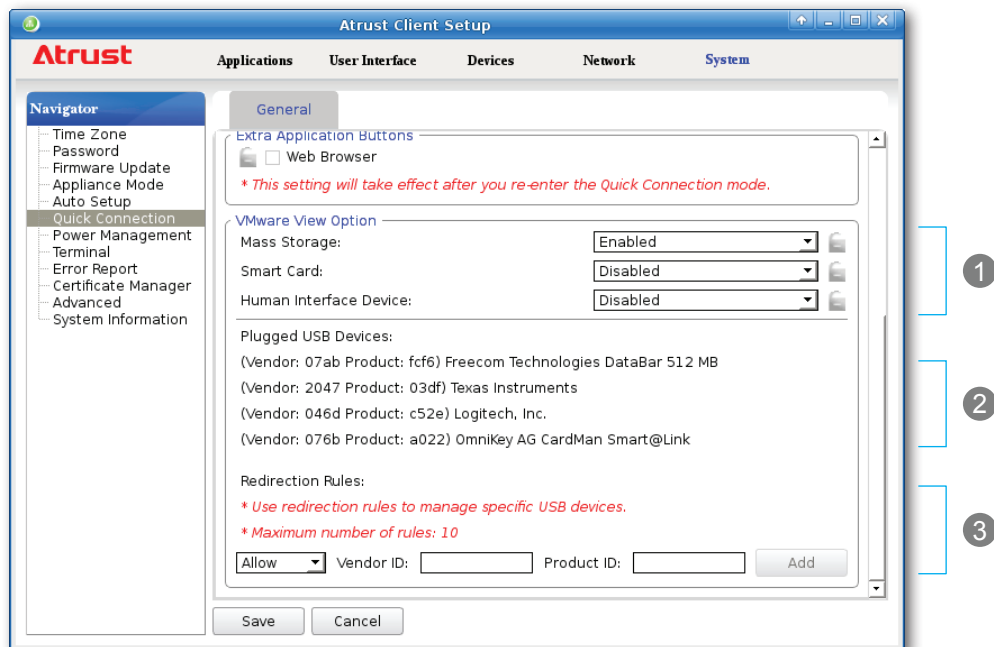 Atrust Client Setup
Atrust
Applications User Interface Devices Network System
Navigator
Time Zone
Password
Firmware Update
Appliance Mode
Auto Setup
Quick Connection
Power Management
Terminal
Error Report
Certificate Manager
Advanced
System Information
General
Extra Application Buttons
Web Browser
* This setting will take effect after you re-enter the Quick Connection mode.
VMware View Option
Mass Storage: Enabled
Smart Card: Disabled
Human Interface Device: Disabled
Plugged USB Devices:
(Vendor: 07ab Product: fcf6) Freecom Technologies DataBar 512 MB
(Vendor: 2047 Product: 03df) Texas Instruments
(Vendor: 046d Product: c52e) Logitech, Inc.
(Vendor: 076b Product: a022) OmniKey AG CardMan Smart@Link
Redirection Rules:
* Use redirection rules to manage specific USB devices.
* Maximum number of rules: 10
Allow Vendor ID: Product ID: Add
Save Cancel
1
2
3